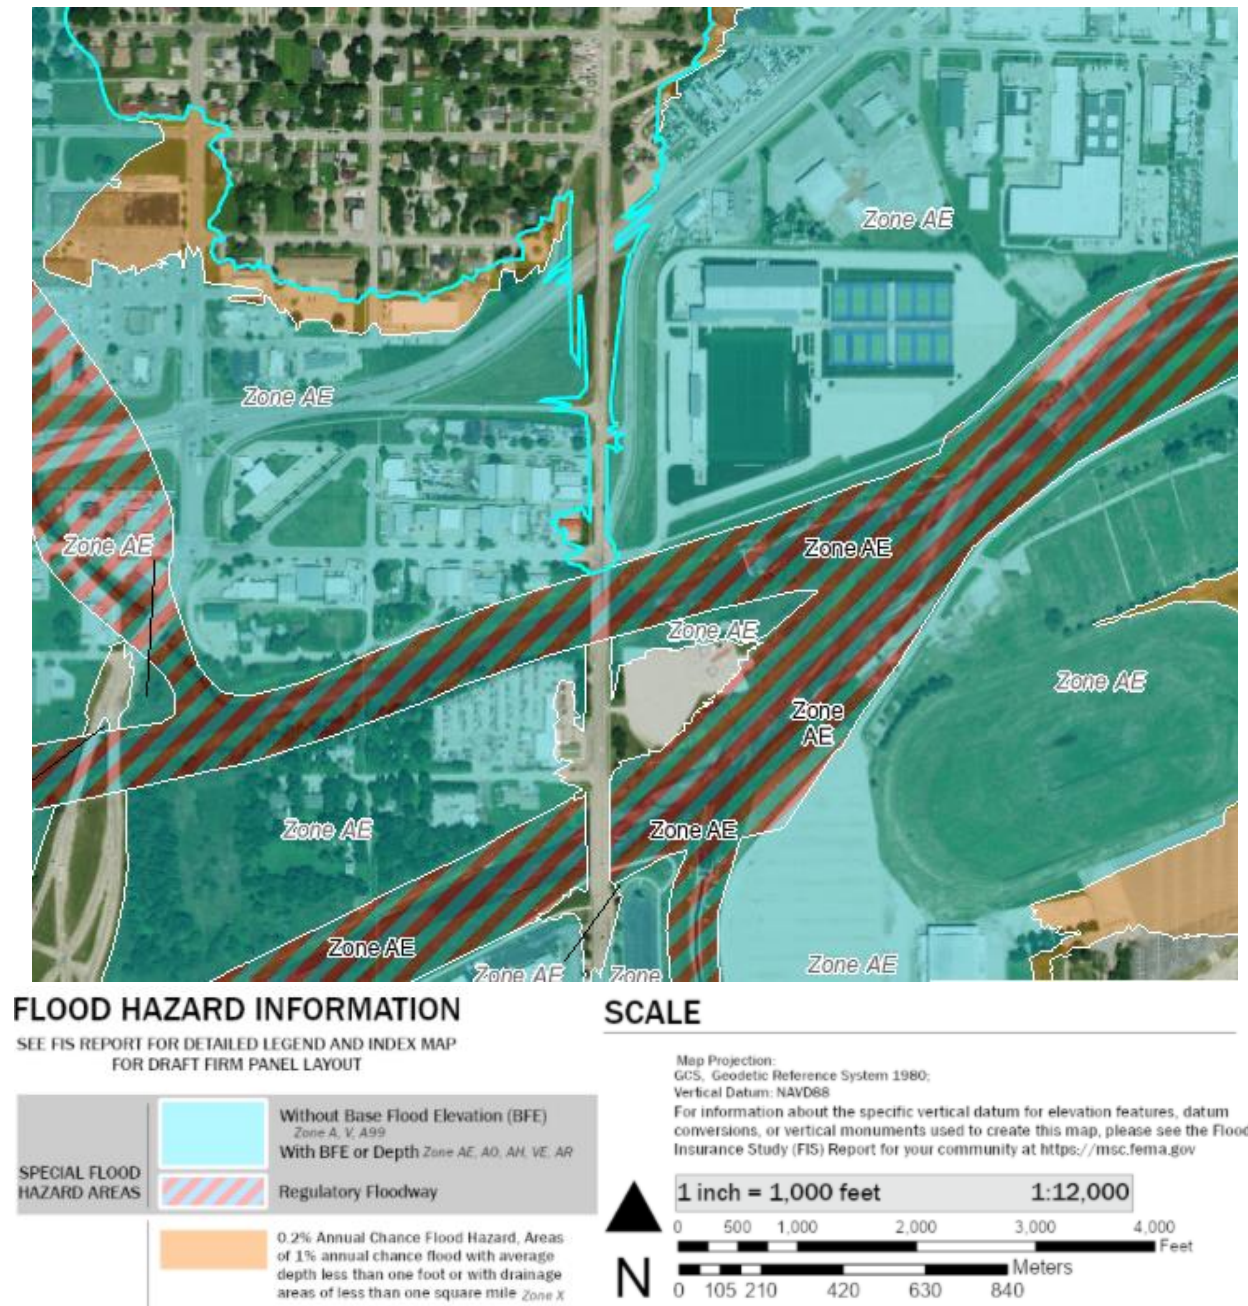 Zone AE
Zone AE
Zone AE
Zone AE
Zone AE
Zone AE
Zone
AE
Zone AE
Zone AE
Zone AE
Zone AE
Zone AE
Zone
Zone AE
FLOOD HAZARD INFORMATION
SEE FIS REPORT FOR DETAILED LEGEND AND INDEX MAP
FOR DRAFT FIRM PANEL LAYOUT
SPECIAL FLOOD
HAZARD AREAS
Without Base Flood Elevation (BFE)
Zone A, V, A99
With BFE or Depth Zone AE, AO, AH, VE, AR
Regulatory Floodway
0.2% Annual Chance Flood Hazard, Areas
of 1% annual chance flood with average
depth less than one foot or with drainage
areas of less than one square mile Zone X
SCALE
Map Projection:
GCS, Geodetic Reference System 1980;
Vertical Datum: NAVD88
For information about the specific vertical datum for elevation features, datum
conversions, or vertical monuments used to create this map, please see the Flood
Insurance Study (FIS) Report for your community at https://msc.fema.gov
1 inch = 1,000 feet 1:12,000
0 500 1,000 2,000 3,000 4,000
Feet
Meters
0 105 210 420 630 840
N